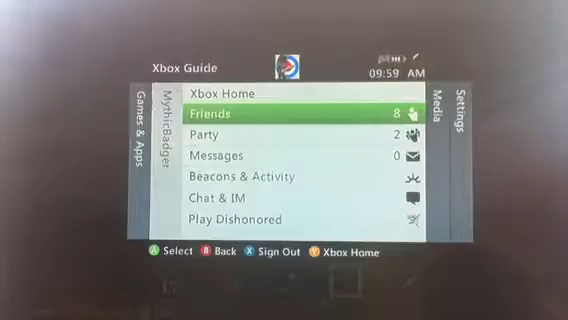 Xbox Guide
09:59 AM
Games & Apps
MythicBadger
Xbox Home
Friends 8
Party 2
Messages 0
Beacons & Activity
Chat & IM
Play Dishonored
Media
Settings
A Select B Back X Sign Out Y Xbox Home